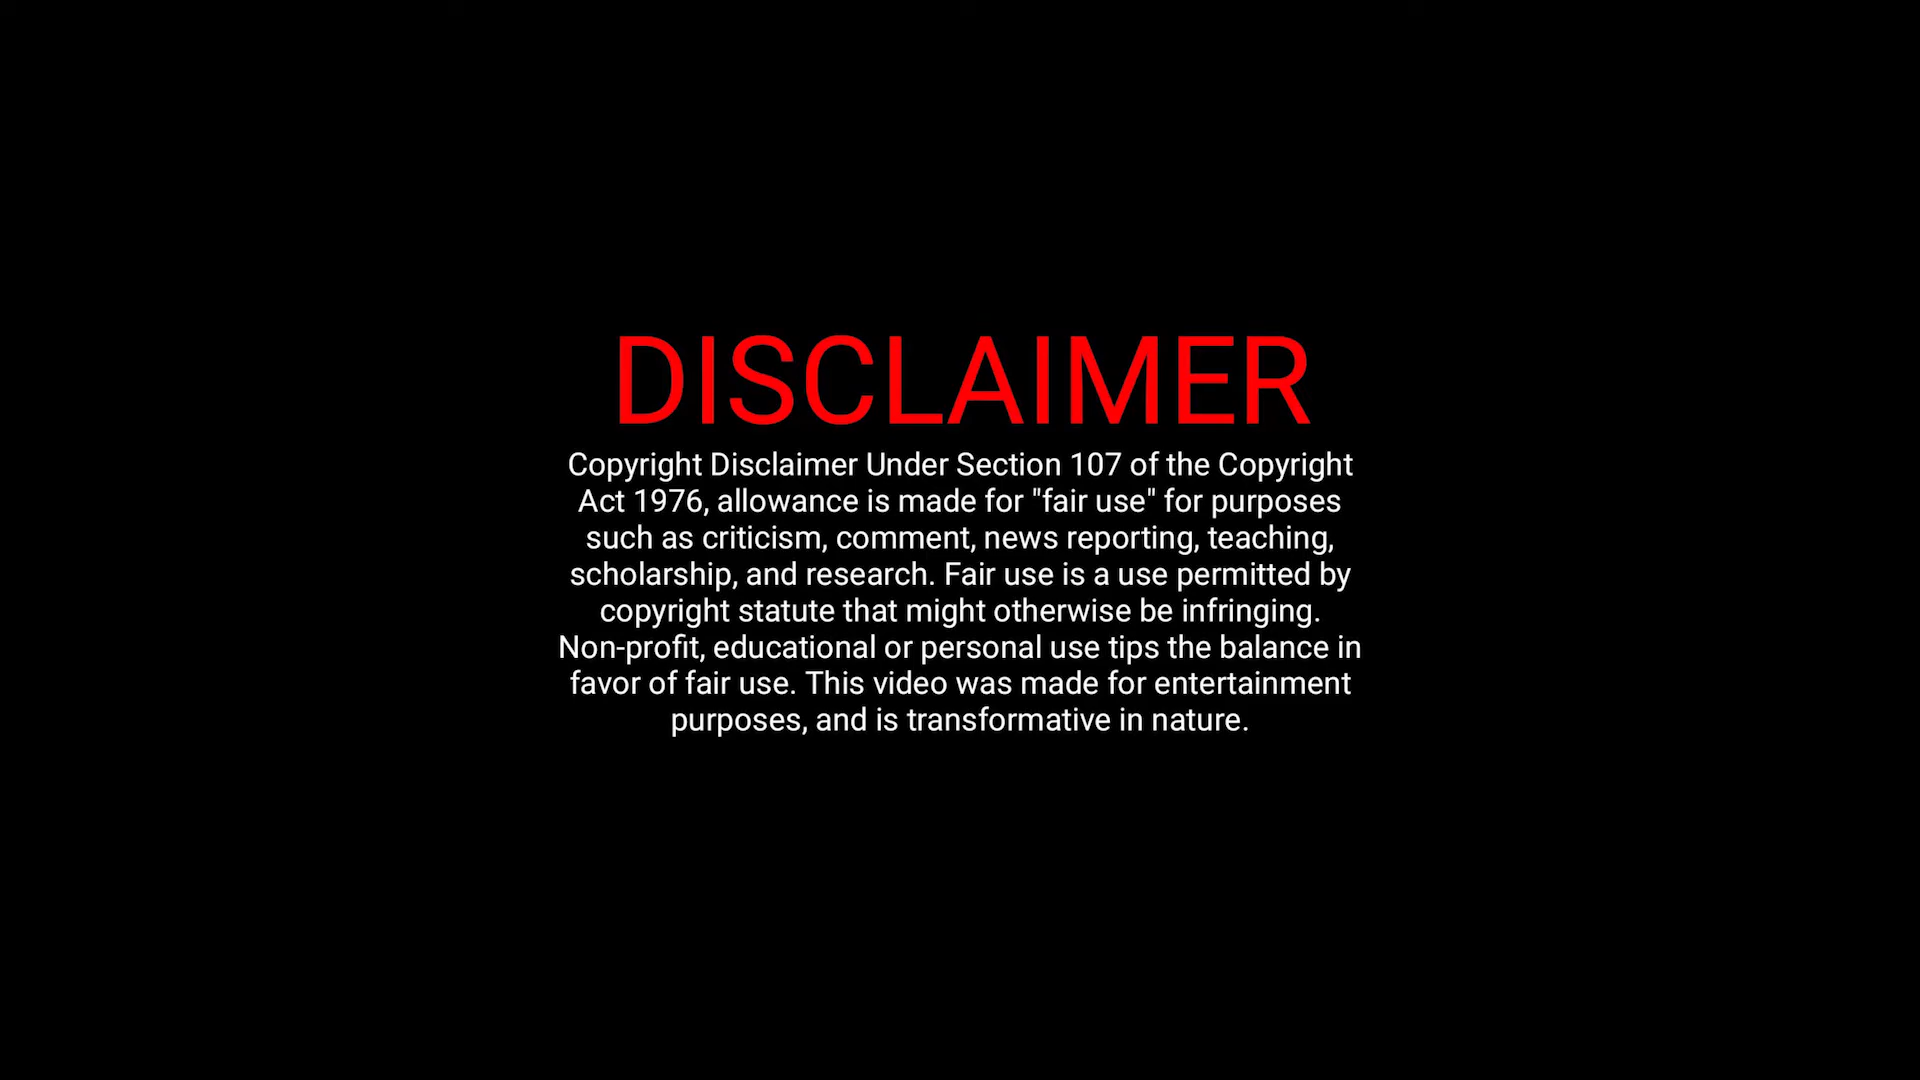 DISCLAIMER
Copyright Disclaimer Under Section 107 of the Copyright
Act 1976, allowance is made for "fair use" for purposes
such as criticism, comment, news reporting, teaching,
scholarship, and research. Fair use is a use permitted by
copyright statute that might otherwise be infringing.
Non-profit, educational or personal use tips the balance in
favor of fair use. This video was made for entertainment
purposes, and is transformative in nature.